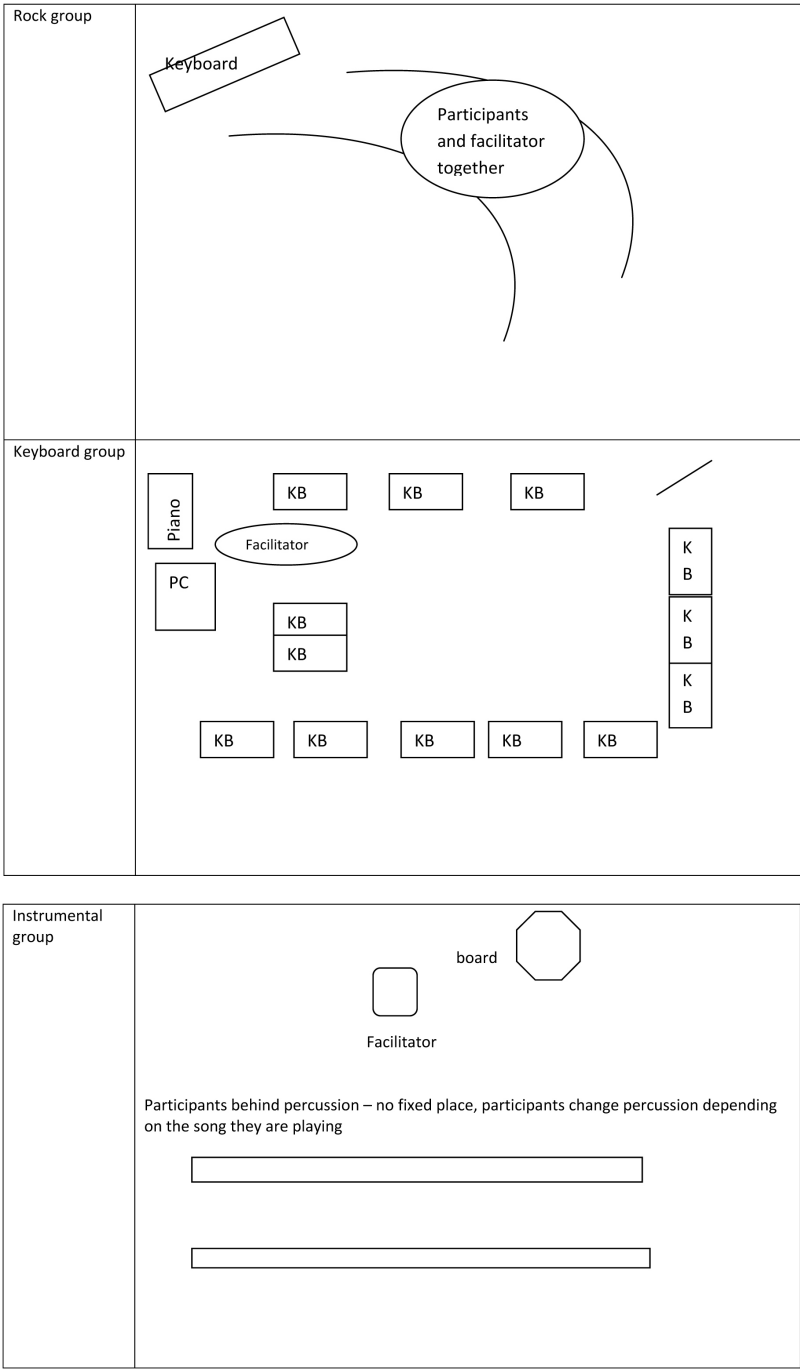 Rock group
Keyboard
Participants
and facilitator
together
Keyboard group
Piano
KB
KB
KB
Facilitator
PC
K
B
KB
KB
K
B
K
B
KB
KB
KB
KB
KB
Instrumental
group
board
Facilitator
Participants behind percussion – no fixed place, participants change percussion depending
on the song they are playing